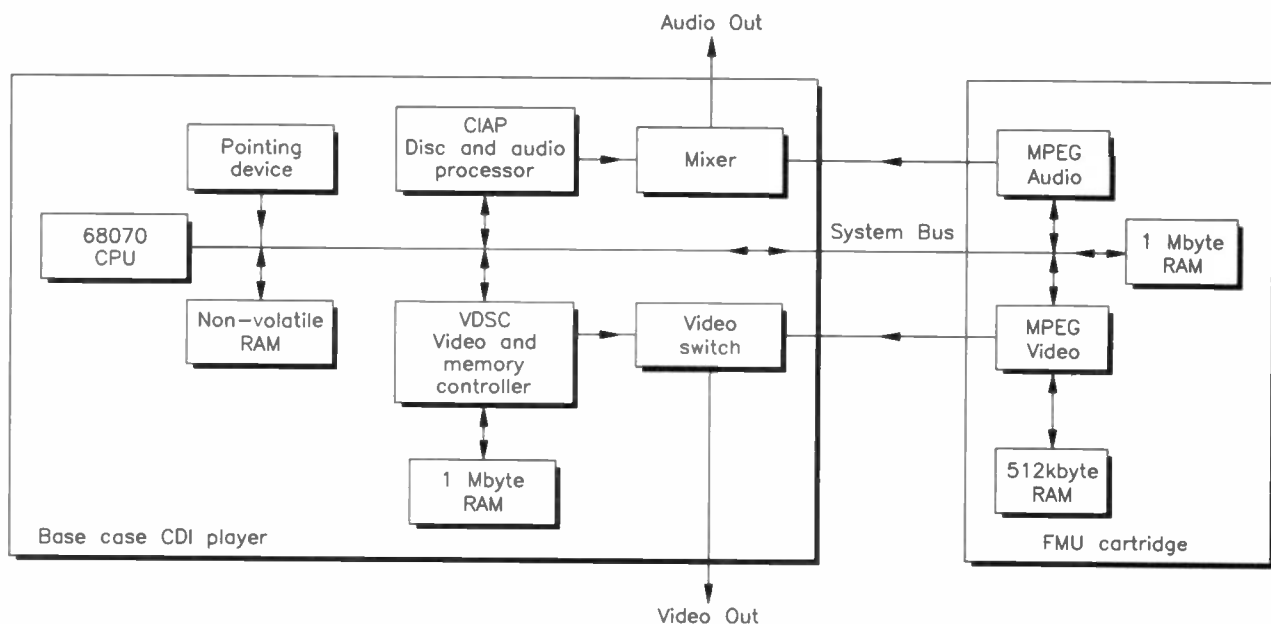 Audio Out
CIAP
Disc and audio
processor
Pointing
device
Mixer
MPEG
Audio
68070
CPU
System Bus
1 Mbyte
RAM
Non-volatile
RAM
VDSC
Video and
memory
controller
Video
switch
MPEG
Video
1 Mbyte
RAM
512kbyte
RAM
Base case CDI player
FMU cartridge
Video Out